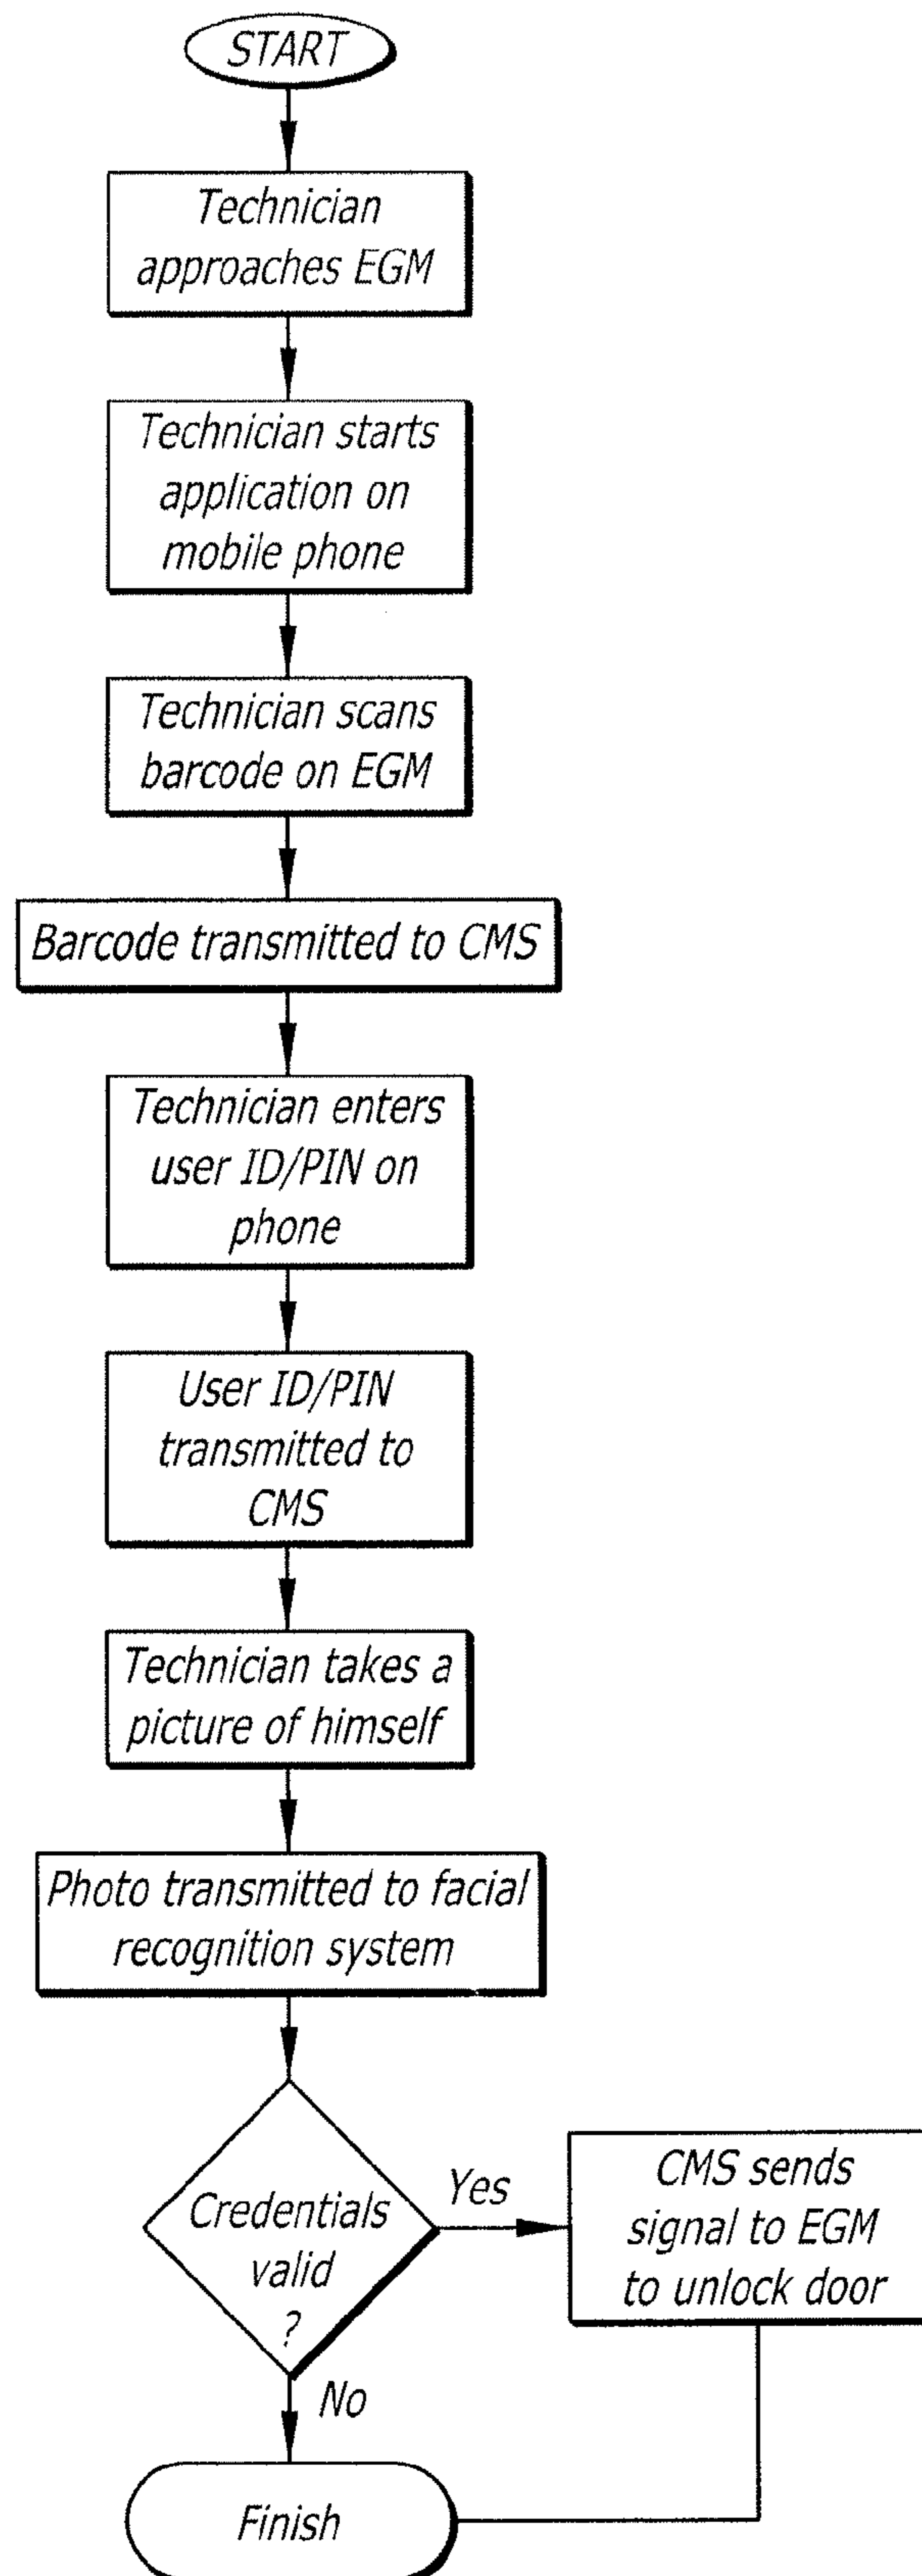 START
Technician
approaches EGM
Technician starts
application on
mobile phone
Technician scans
barcode on EGM
Barcode transmitted to CMS
Technician enters
user ID/PIN on
phone
User ID/PIN
transmitted to
CMS
Technician takes a
picture of himself
Photo transmitted to facial
recognition system
Credentials
valid
?
Yes
CMS sends
signal to EGM
to unlock door
No
Finish